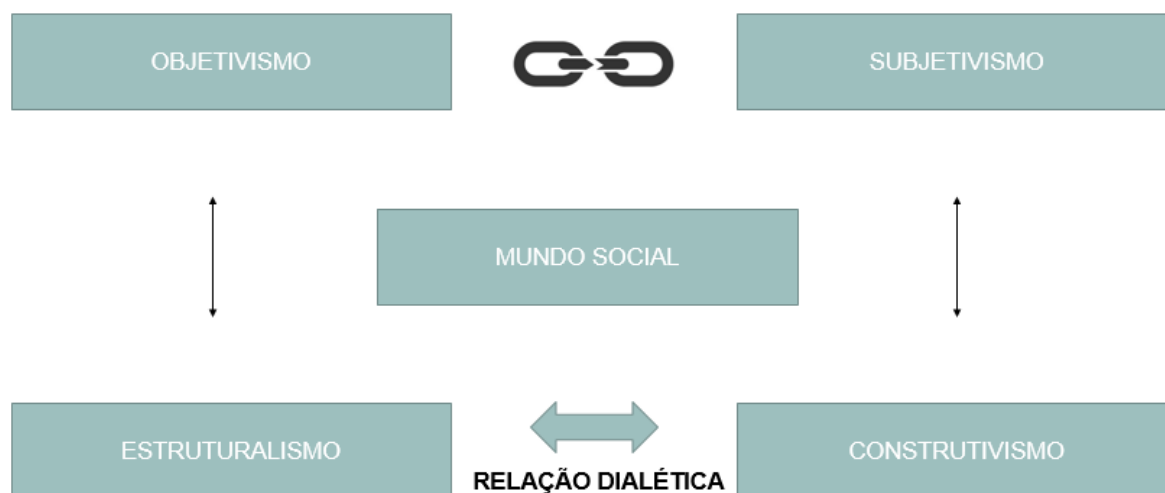 OBJETIVISMO
SUBJETIVISMO
MUNDO SOCIAL
ESTRUTURALISMO
CONSTRUTIVISMO
RELAÇÃO DIALÉTICA